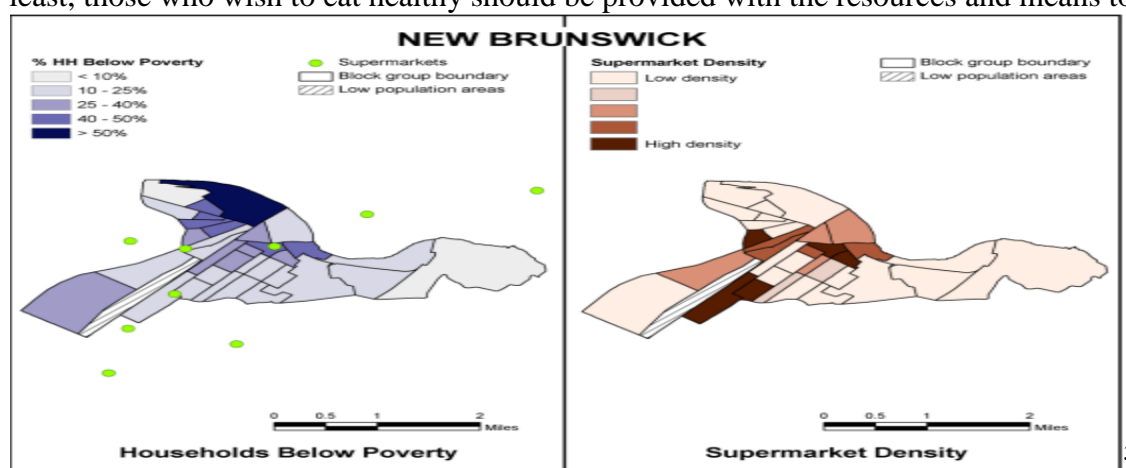 least, those who wish to eat healthy should be provided with the resources and means to
NEW BRUNSWICK
% HH Below Poverty
< 10%
10 - 25%
25 - 40%
40 - 50%
> 50%
Supermarkets
Block group boundary
Low population areas
Supermarket Density
Low density
High density
Block group boundary
Low population areas
0 0.5 1 2
Miles
0 0.5 1 2
Miles
Households Below Poverty
Supermarket Density